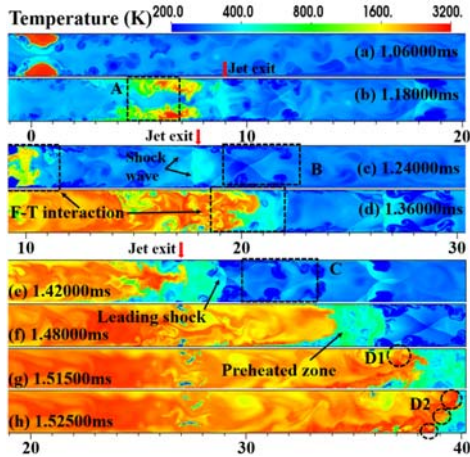 Temperature (K) 200.0 400.0 800.0 1600. 3200.
(a) 1.06000ms
Jet exit
A
(b) 1.18000ms
0 10 20
Jet exit
Shock
wave
B
(c) 1.24000ms
F-T interaction
(d) 1.36000ms
10 20 30
Jet exit
C
(e) 1.42000ms
Leading shock
(f) 1.48000ms
Preheated zone
D1
(g) 1.51500ms
D2
(h) 1.52500ms
20 30 40